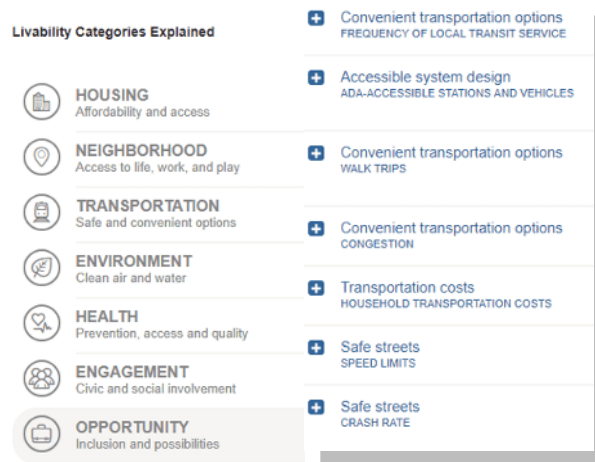 Livability Categories Explained
HOUSING
Affordability and access
NEIGHBORHOOD
Access to life, work, and play
TRANSPORTATION
Safe and convenient options
ENVIRONMENT
Clean air and water
HEALTH
Prevention, access and quality
ENGAGEMENT
Civic and social involvement
OPPORTUNITY
Inclusion and possibilities
Convenient transportation options
FREQUENCY OF LOCAL TRANSIT SERVICE
Accessible system design
ADA-ACCESSIBLE STATIONS AND VEHICLES
Convenient transportation options
WALK TRIPS
Convenient transportation options
CONGESTION
Transportation costs
HOUSEHOLD TRANSPORTATION COSTS
Safe streets
SPEED LIMITS
Safe streets
CRASH RATE